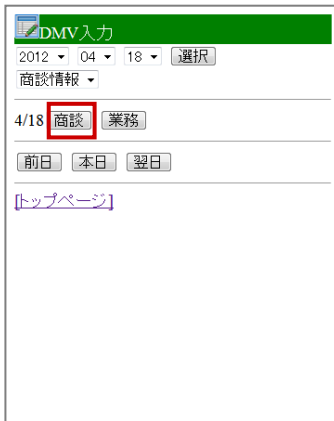 DMV入力
2012 04 18 選択
商談情報
4/18 商談 業務
前日 本日 翌日
[トップページ]